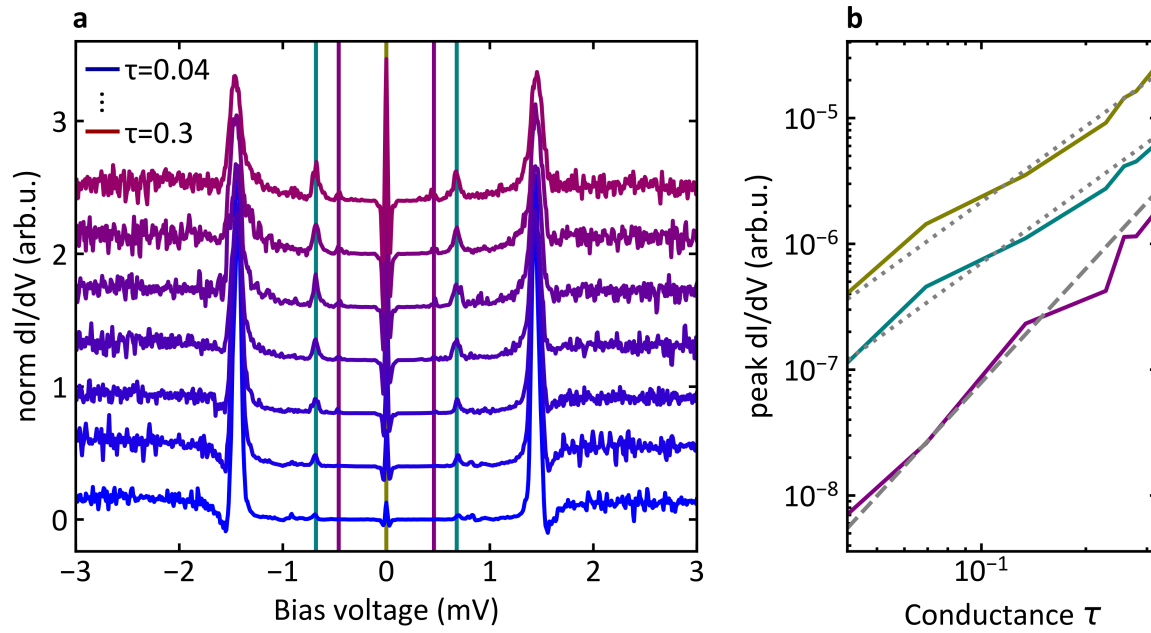 a
b
τ=0.04
⋮
τ=0.3
norm dI/dV (arb.u.)
3
2
1
0
−3 −2 −1 0 1 2 3
Bias voltage (mV)
peak dI/dV (arb.u.)
10⁻⁵
10⁻⁶
10⁻⁷
10⁻⁸
10⁻¹
Conductance τ